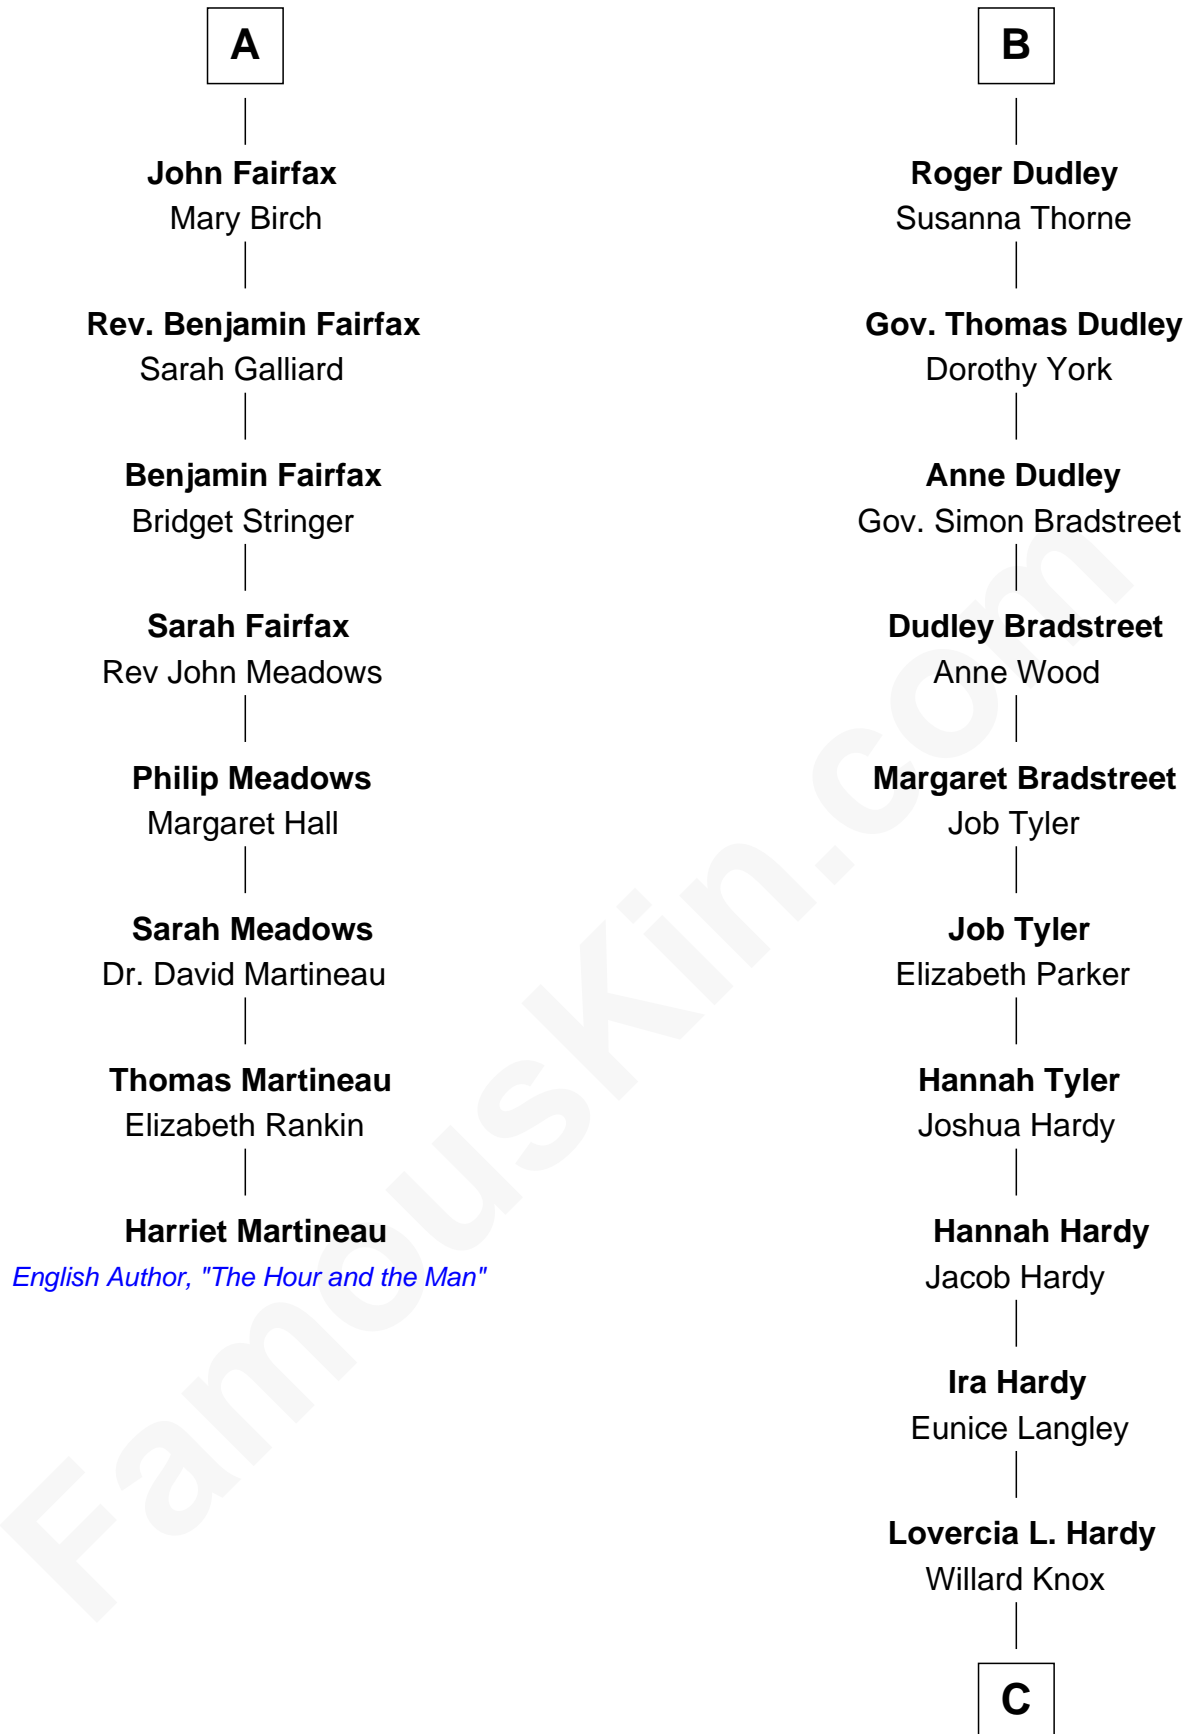 A
John Fairfax
Mary Birch
Rev. Benjamin Fairfax
Sarah Galliard
Benjamin Fairfax
Bridget Stringer
Sarah Fairfax
Rev John Meadows
Philip Meadows
Margaret Hall
Sarah Meadows
Dr. David Martineau
Thomas Martineau
Elizabeth Rankin
Harriet Martineau
English Author, "The Hour and the Man"
B
Roger Dudley
Susanna Thorne
Gov. Thomas Dudley
Dorothy York
Anne Dudley
Gov. Simon Bradstreet
Dudley Bradstreet
Anne Wood
Margaret Bradstreet
Job Tyler
Job Tyler
Elizabeth Parker
Hannah Tyler
Joshua Hardy
Hannah Hardy
Jacob Hardy
Ira Hardy
Eunice Langley
Lovercia L. Hardy
Willard Knox
C
FamousKin.com